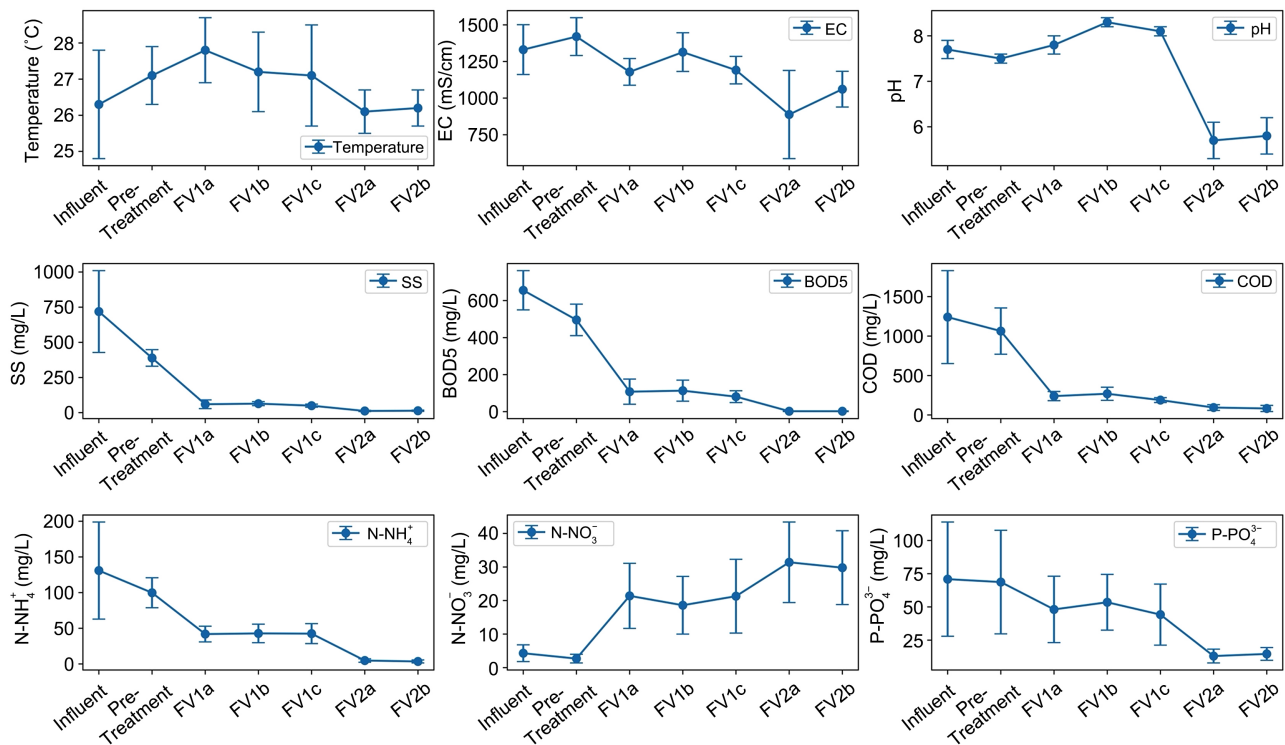 Temperature (°C)
28
27
26
25
Temperature
Influent
Pre-
Treatment
FV1a
FV1b
FV1c
FV2a
FV2b
EC (mS/cm)
1500
1250
1000
750
EC
Influent
Pre-
Treatment
FV1a
FV1b
FV1c
FV2a
FV2b
pH
8
7
6
pH
Influent
Pre-
Treatment
FV1a
FV1b
FV1c
FV2a
FV2b
SS (mg/L)
1000
750
500
250
0
SS
Influent
Pre-
Treatment
FV1a
FV1b
FV1c
FV2a
FV2b
BOD5 (mg/L)
600
400
200
0
BOD5
Influent
Pre-
Treatment
FV1a
FV1b
FV1c
FV2a
FV2b
COD (mg/L)
1500
1000
500
0
COD
Influent
Pre-
Treatment
FV1a
FV1b
FV1c
FV2a
FV2b
N-NH₄⁺ (mg/L)
200
150
100
50
0
N-NH₄⁺
Influent
Pre-
Treatment
FV1a
FV1b
FV1c
FV2a
FV2b
N-NO₃⁻ (mg/L)
40
30
20
10
0
N-NO₃⁻
Influent
Pre-
Treatment
FV1a
FV1b
FV1c
FV2a
FV2b
P-PO₄³⁻ (mg/L)
100
75
50
25
P-PO₄³⁻
Influent
Pre-
Treatment
FV1a
FV1b
FV1c
FV2a
FV2b